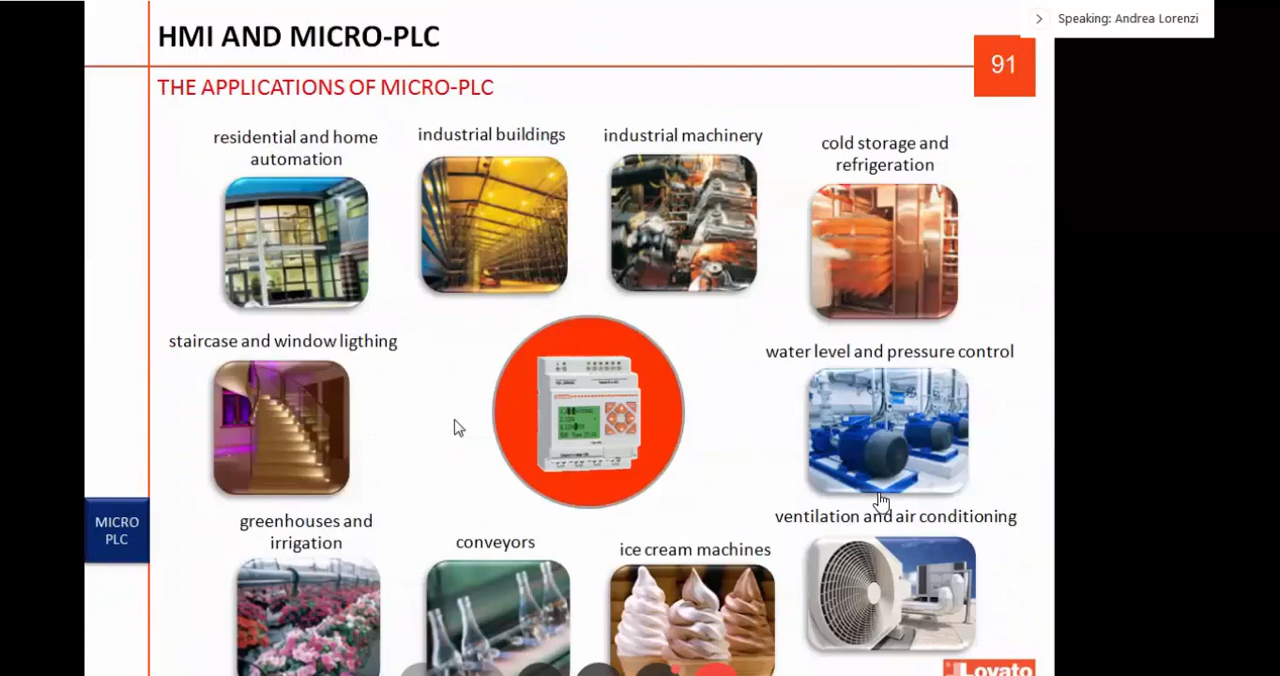 Speaking: Andrea Lorenzi
HMI AND MICRO-PLC
91
THE APPLICATIONS OF MICRO-PLC
residential and home
automation
industrial buildings
industrial machinery
cold storage and
refrigeration
staircase and window ligthing
water level and pressure control
MICRO
PLC
greenhouses and
irrigation
conveyors
ice cream machines
ventilation and air conditioning
Lovato